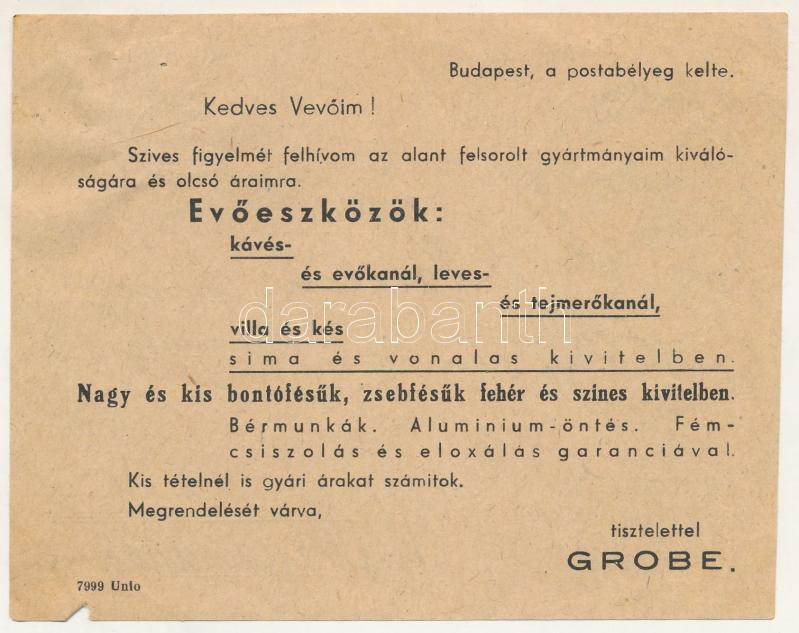 Budapest, a postabélyeg kelte.
Kedves Vevőim !
Szives figyelmét felhívom az alant felsorolt gyártmányaim kiváló-
ságára és olcsó áraimra.
Evőeszközök:
kávés-
és evőkanál, leves-
és tejmerőkanál,
villa és kés
sima és vonalas kivitelben.
Nagy és kis bontófésűk, zsebfésűk fehér és szines kivitelben.
Bérmunkák. Aluminium-öntés. Fém-
csiszolás és eloxálás garanciával.
Kis tételnél is gyári árakat számitok.
Megrendelését várva,
tisztelettel
GROBE.
7999 Unio
darabanth